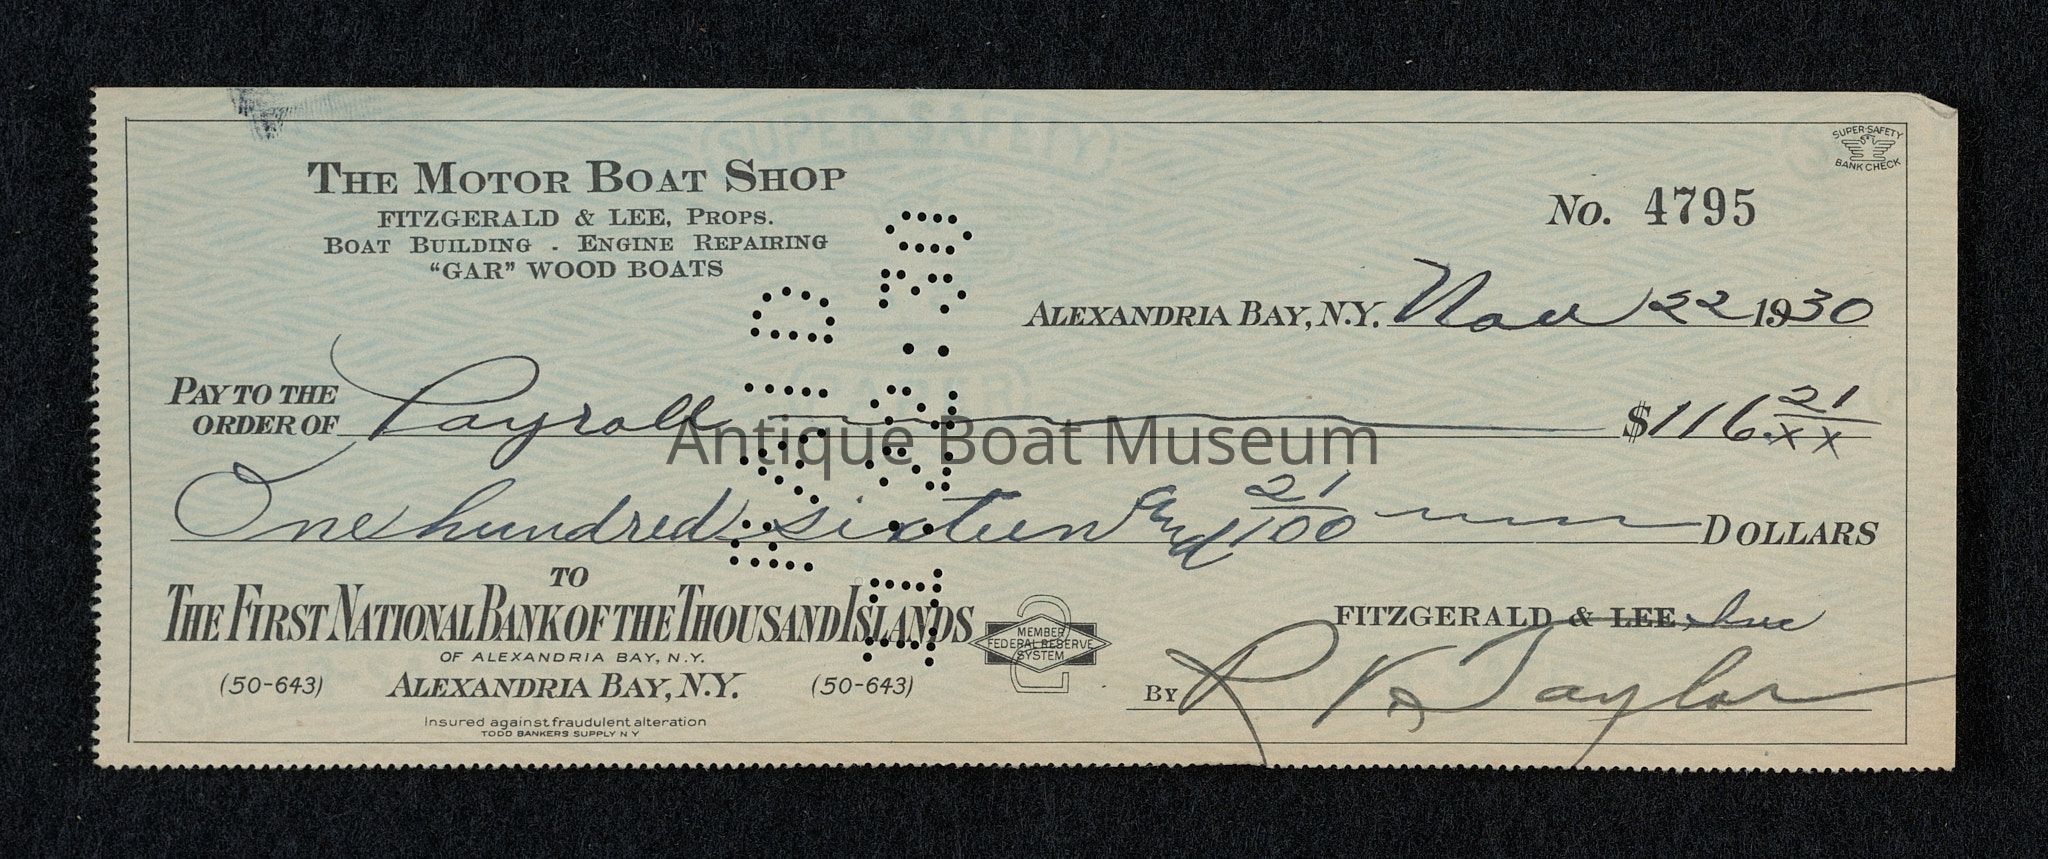 SUPER-SAFETY
SUPER-SAFETY
BANK CHECK
THE MOTOR BOAT SHOP
FITZGERALD & LEE, PROPS.
BOAT BUILDING . ENGINE REPAIRING
"GAR" WOOD BOATS
No. 4795
ALEXANDRIA BAY, N.Y. Nov 22 1930
PAY TO THE
ORDER OF Payroll $116 21/xx
Antique Boat Museum
One hundred sixteen and 21/100 DOLLARS
TO
THE FIRST NATIONAL BANK OF THE THOUSAND ISLANDS
OF ALEXANDRIA BAY, N.Y.
(50-643) ALEXANDRIA BAY, N.Y. (50-643)
MEMBER
FEDERAL RESERVE
SYSTEM
2
FITZGERALD & LEE Inc
BY R V Taylor
Insured against fraudulent alteration
TODD BANKERS SUPPLY N Y